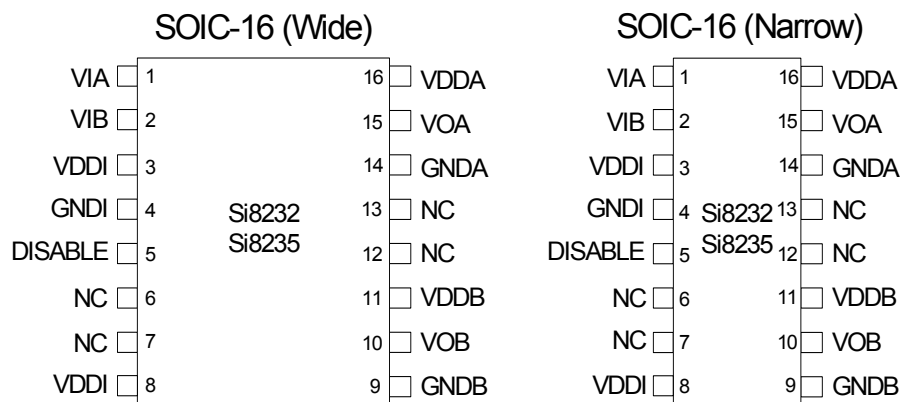 SOIC-16 (Wide)
VIA 1 16 VDDA
VIB 2 15 VOA
VDDI 3 14 GNDA
GNDI 4 Si8232 13 NC
DISABLE 5 Si8235 12 NC
NC 6 11 VDDB
NC 7 10 VOB
VDDI 8 9 GNDB
SOIC-16 (Narrow)
VIA 1 16 VDDA
VIB 2 15 VOA
VDDI 3 14 GNDA
GNDI 4 Si8232 13 NC
DISABLE 5 Si8235 12 NC
NC 6 11 VDDB
NC 7 10 VOB
VDDI 8 9 GNDB